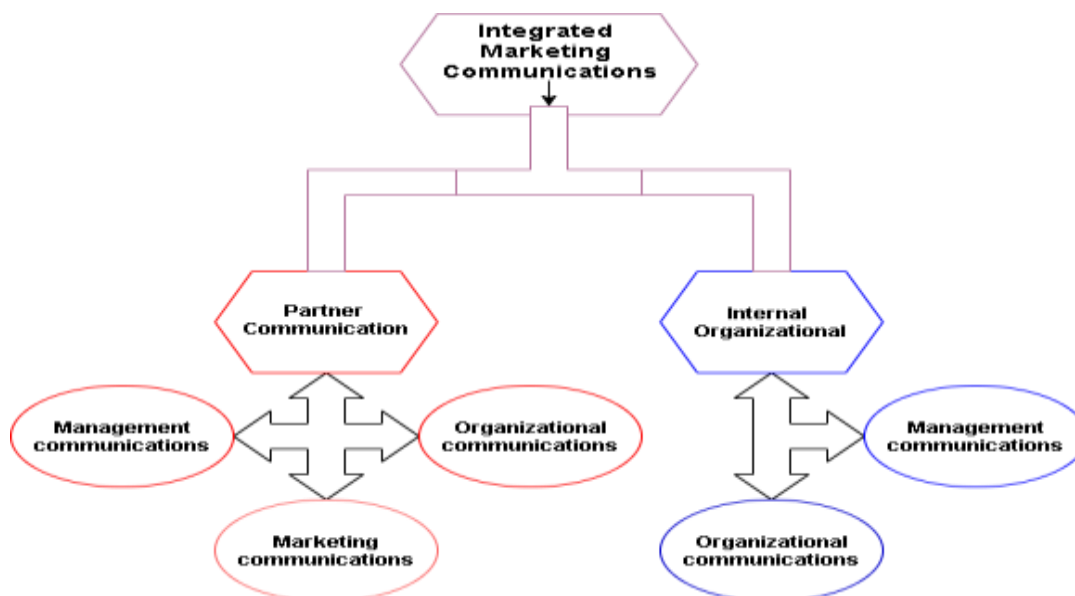 Integrated
Marketing
Communications
Partner
Communication
Internal
Organizational
Management
communications
Organizational
communications
Management
communications
Marketing
communications
Organizational
communications